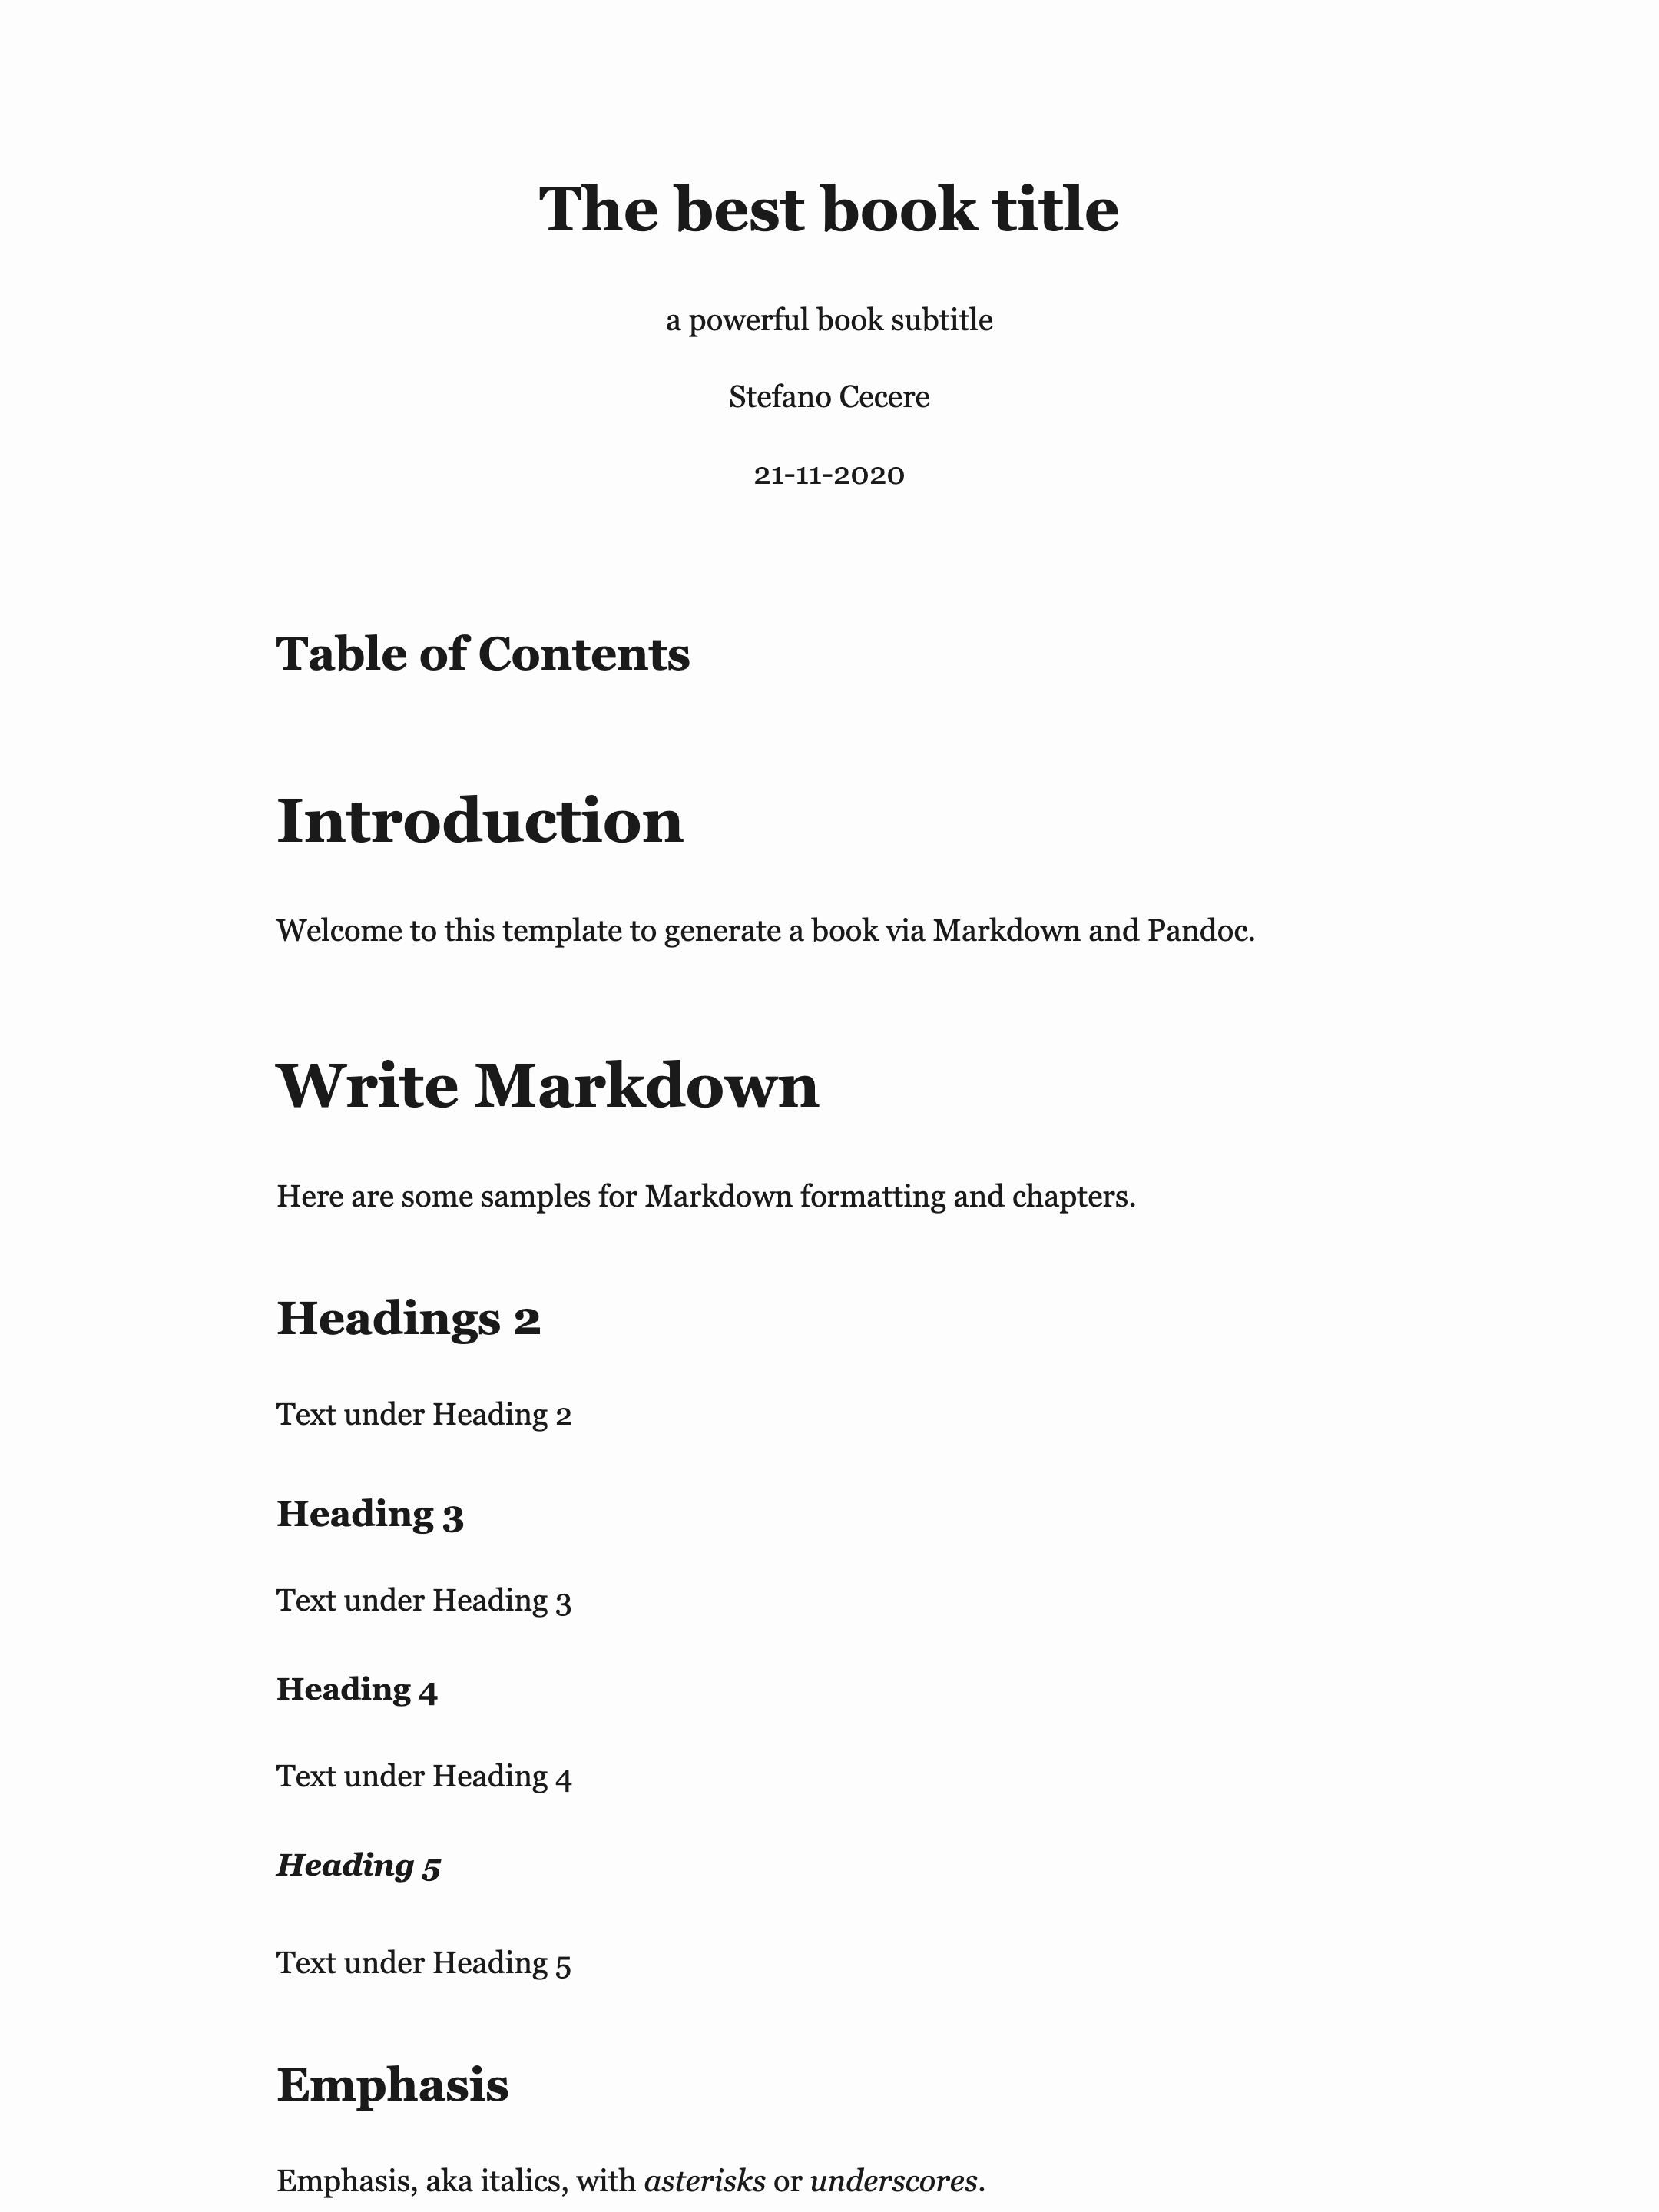 The best book title
a powerful book subtitle
Stefano Cecere
21-11-2020
Table of Contents
Introduction
Welcome to this template to generate a book via Markdown and Pandoc.
Write Markdown
Here are some samples for Markdown formatting and chapters.
Headings 2
Text under Heading 2
Heading 3
Text under Heading 3
Heading 4
Text under Heading 4
Heading 5
Text under Heading 5
Emphasis
Emphasis, aka italics, with asterisks or underscores.